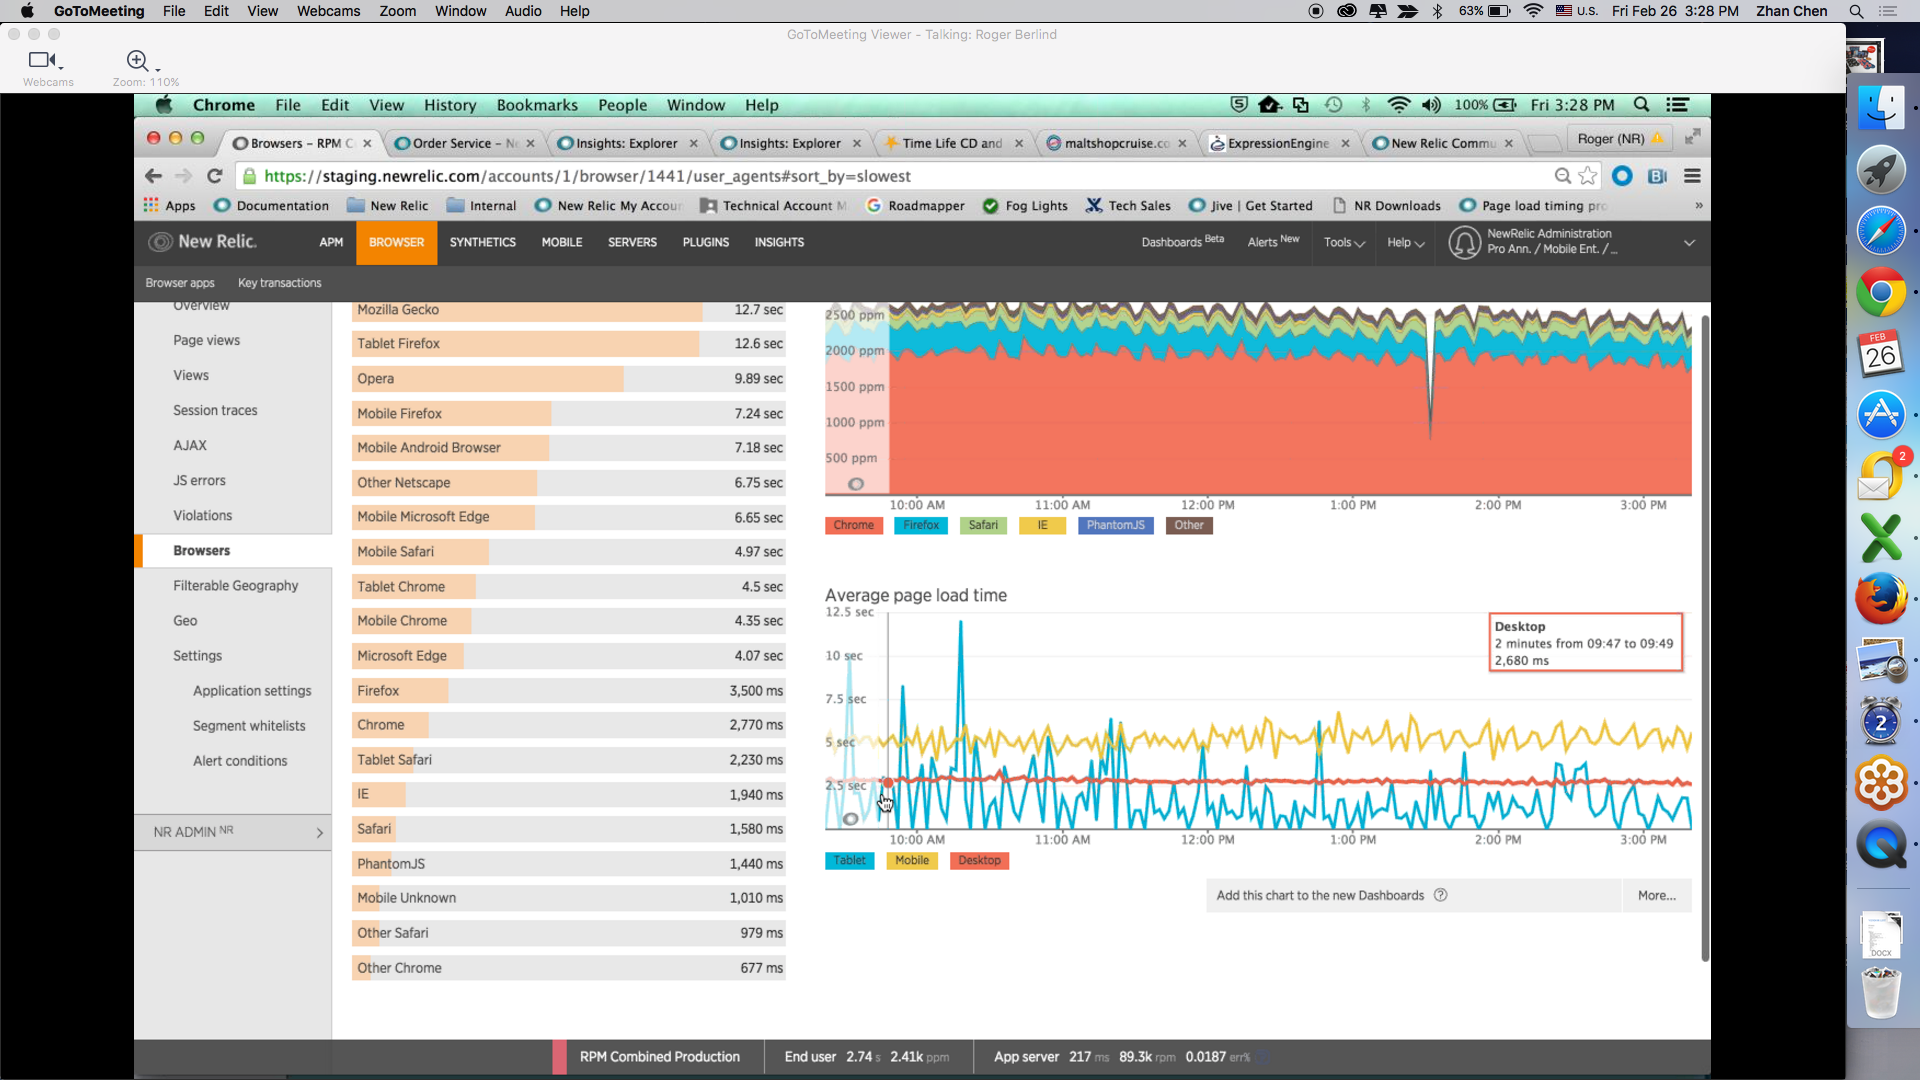 GoToMeeting File Edit View Webcams Zoom Window Audio Help 63% U.S. Fri Feb 26 3:28 PM Zhan Chen
GoToMeeting Viewer - Talking: Roger Berlind
Webcams Zoom: 110%
Chrome File Edit View History Bookmarks People Window Help 100% Fri 3:28 PM
Browsers – RPM C Order Service – N Insights: Explorer Insights: Explorer Time Life CD and maltshopcruise.co ExpressionEngine New Relic Commu Roger (NR)
https://staging.newrelic.com/accounts/1/browser/1441/user_agents#sort_by=slowest
Apps Documentation New Relic Internal New Relic My Accou Technical Account M Roadmapper Fog Lights Tech Sales Jive | Get Started NR Downloads Page load timing pro »
New Relic. APM BROWSER SYNTHETICS MOBILE SERVERS PLUGINS INSIGHTS Dashboards Beta Alerts New Tools Help NewRelic Administration
Pro Ann. / Mobile Ent. / ...
Browser apps Key transactions
Overview
Page views
Views
Session traces
AJAX
JS errors
Violations
Browsers
Filterable Geography
Geo
Settings
Application settings
Segment whitelists
Alert conditions
NR ADMIN NR
Mozilla Gecko 12.7 sec
Tablet Firefox 12.6 sec
Opera 9.89 sec
Mobile Firefox 7.24 sec
Mobile Android Browser 7.18 sec
Other Netscape 6.75 sec
Mobile Microsoft Edge 6.65 sec
Mobile Safari 4.97 sec
Tablet Chrome 4.5 sec
Mobile Chrome 4.35 sec
Microsoft Edge 4.07 sec
Firefox 3,500 ms
Chrome 2,770 ms
Tablet Safari 2,230 ms
IE 1,940 ms
Safari 1,580 ms
PhantomJS 1,440 ms
Mobile Unknown 1,010 ms
Other Safari 979 ms
Other Chrome 677 ms
2500 ppm
2000 ppm
1500 ppm
1000 ppm
500 ppm
10:00 AM 11:00 AM 12:00 PM 1:00 PM 2:00 PM 3:00 PM
Chrome Firefox Safari IE PhantomJS Other
Average page load time
12.5 sec
10 sec
7.5 sec
5 sec
2.5 sec
Desktop
2 minutes from 09:47 to 09:49
2,680 ms
10:00 AM 11:00 AM 12:00 PM 1:00 PM 2:00 PM 3:00 PM
Tablet Mobile Desktop
Add this chart to the new Dashboards ? More...
RPM Combined Production End user 2.74 s 2.41k ppm App server 217 ms 89.3k rpm 0.0187 err%
FEB
26
2
2
DOCX